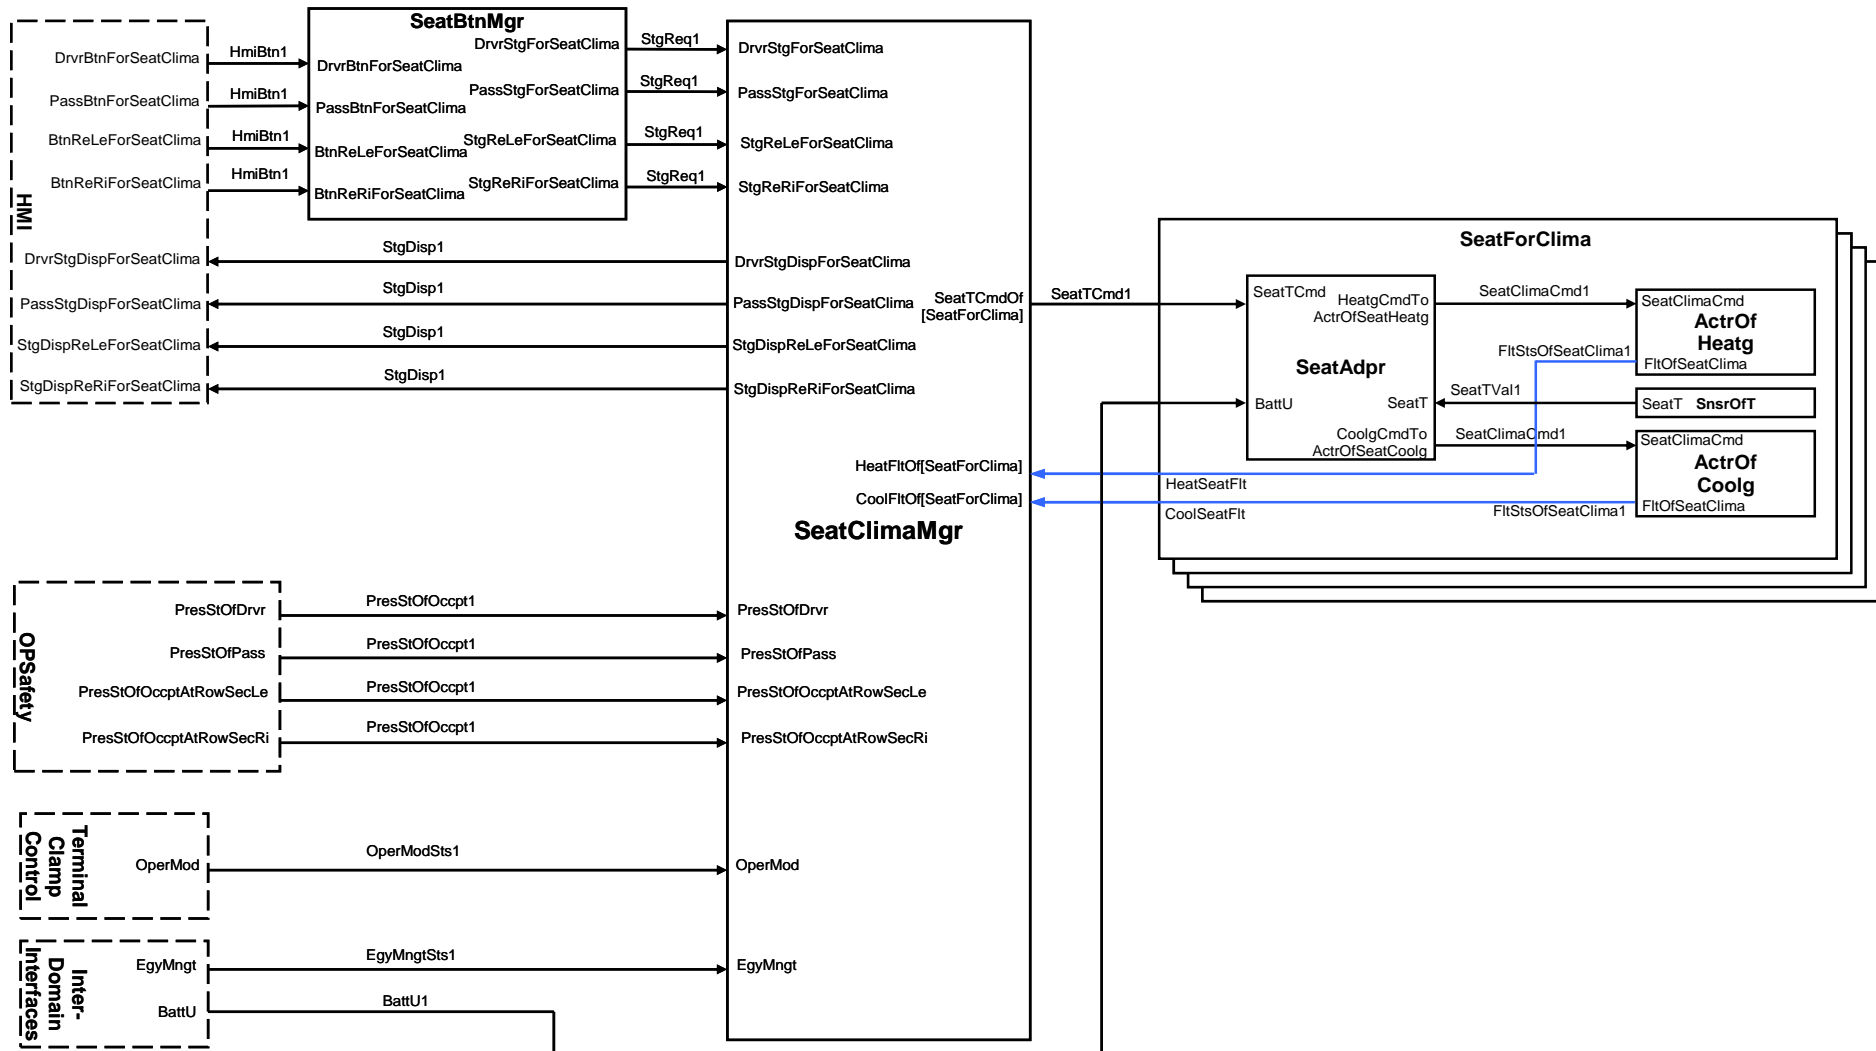 SeatBtnMgr
HMI
DrvrBtnForSeatClima
PassBtnForSeatClima
BtnReLeForSeatClima
BtnReRiForSeatClima
DrvrStgDispForSeatClima
PassStgDispForSeatClima
StgDispReLeForSeatClima
StgDispReRiForSeatClima
HmiBtn1
HmiBtn1
HmiBtn1
HmiBtn1
DrvrBtnForSeatClima
PassBtnForSeatClima
BtnReLeForSeatClima
BtnReRiForSeatClima
DrvrStgForSeatClima
PassStgForSeatClima
StgReLeForSeatClima
StgReRiForSeatClima
StgReq1
StgReq1
StgReq1
StgReq1
StgDisp1
StgDisp1
StgDisp1
StgDisp1
DrvrStgForSeatClima
PassStgForSeatClima
StgReLeForSeatClima
StgReRiForSeatClima
DrvrStgDispForSeatClima
PassStgDispForSeatClima
StgDispReLeForSeatClima
StgDispReRiForSeatClima
SeatTCmdOf
[SeatForClima]
HeatFltOf[SeatForClima]
CoolFltOf[SeatForClima]
SeatClimaMgr
SeatTCmd1
SeatForClima
SeatTCmd
HeatgCmdTo
ActrOfSeatHeatg
SeatAdpr
BattU
SeatT
CoolgCmdTo
ActrOfSeatCoolg
SeatClimaCmd1
FltStsOfSeatClima1
SeatTVal1
SeatClimaCmd1
HeatSeatFlt
CoolSeatFlt
FltStsOfSeatClima1
SeatClimaCmd
ActrOf
Heatg
FltOfSeatClima
SeatT SnsrOfT
SeatClimaCmd
ActrOf
Coolg
FltOfSeatClima
OPSafety
PresStOfDrvr
PresStOfPass
PresStOfOccptAtRowSecLe
PresStOfOccptAtRowSecRi
PresStOfOccpt1
PresStOfOccpt1
PresStOfOccpt1
PresStOfOccpt1
PresStOfDrvr
PresStOfPass
PresStOfOccptAtRowSecLe
PresStOfOccptAtRowSecRi
Terminal
Clamp
Control
OperMod
OperModSts1
OperMod
Inter-
Domain
Interfaces
EgyMngt
BattU
EgyMngtSts1
BattU1
EgyMngt